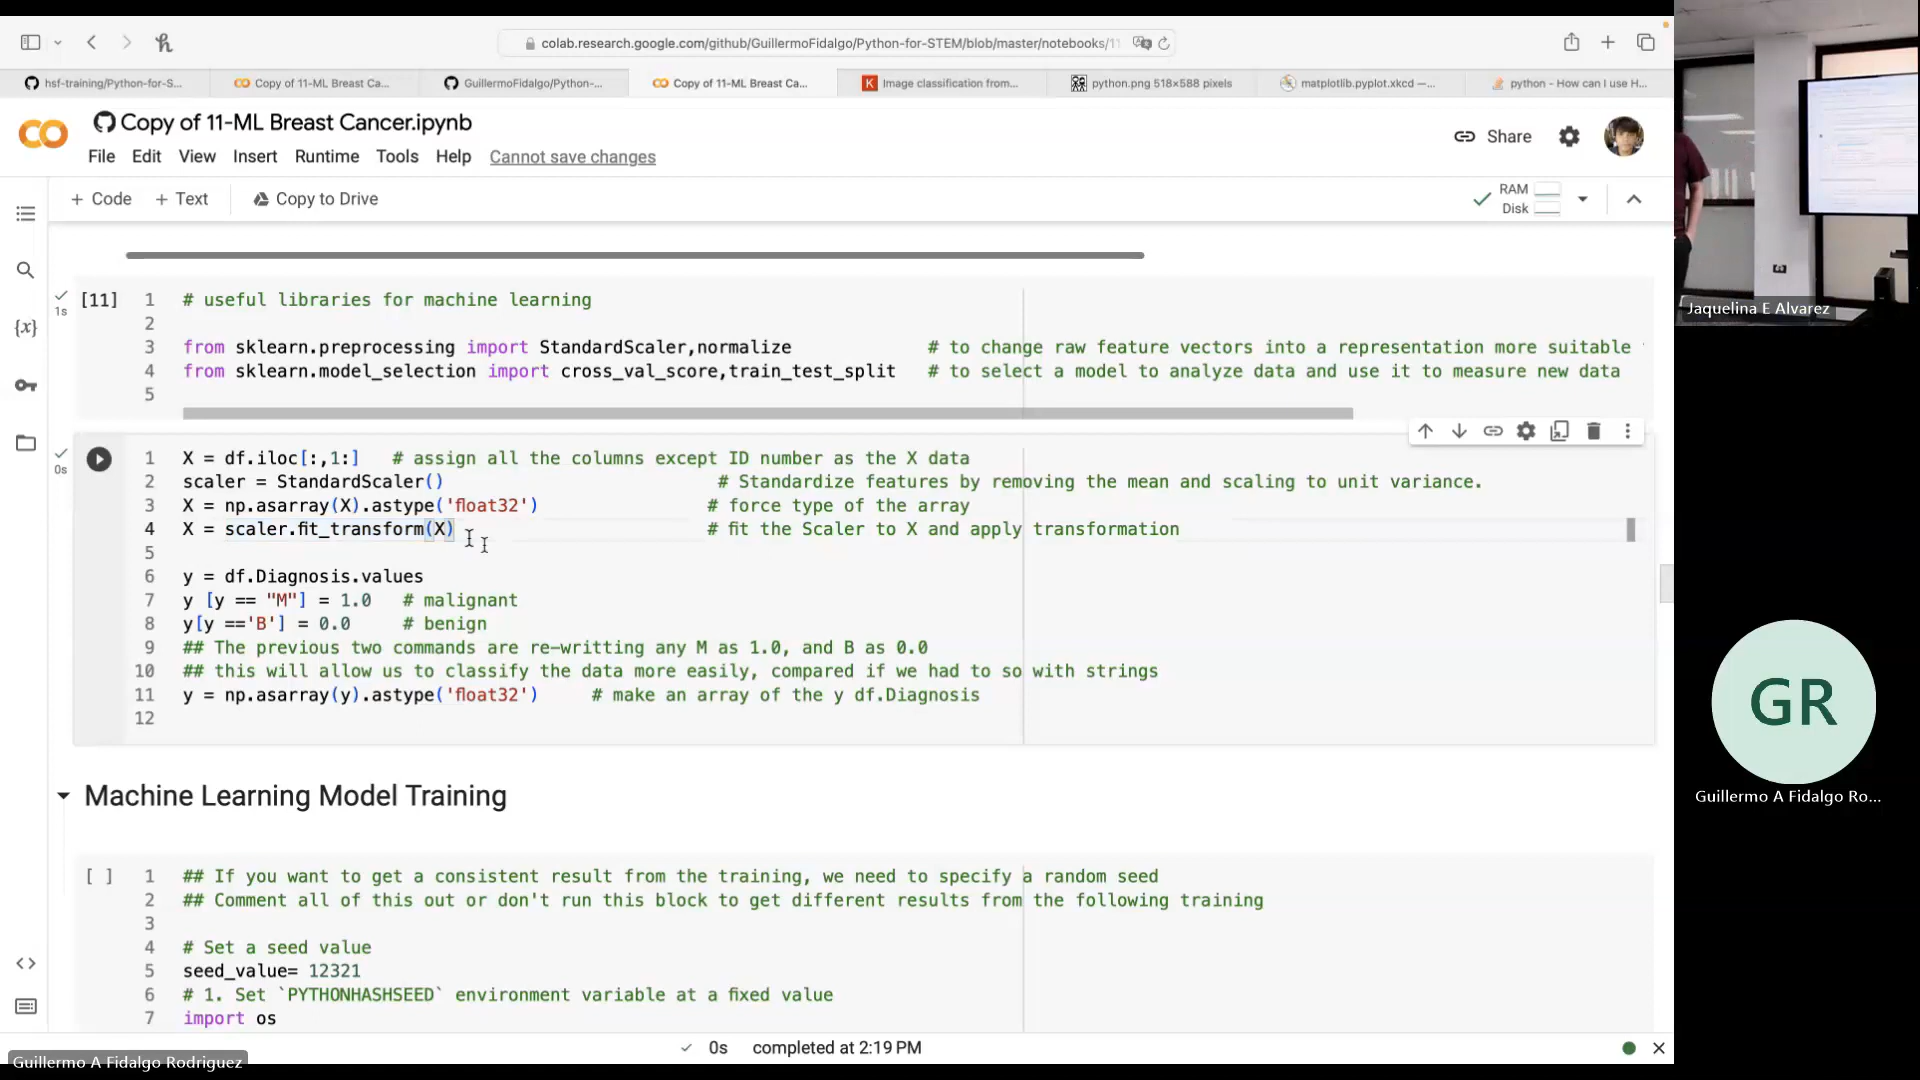 colab.research.google.com/github/GuillermoFidalgo/Python-for-STEM/blob/master/notebooks/11
hsf-training/Python-for-S...
Copy of 11-ML Breast Ca...
GuillermoFidalgo/Python-...
Copy of 11-ML Breast Ca...
Image classification from...
python.png 518×588 pixels
matplotlib.pyplot.xkcd —...
python - How can I use H...
Copy of 11-ML Breast Cancer.ipynb
File Edit View Insert Runtime Tools Help Cannot save changes
Share
+ Code + Text Copy to Drive
RAM
Disk
[11] 1 # useful libraries for machine learning
1s
2
3 from sklearn.preprocessing import StandardScaler,normalize # to change raw feature vectors into a representation more suitable
4 from sklearn.model_selection import cross_val_score,train_test_split # to select a model to analyze data and use it to measure new data
5
0s
1 X = df.iloc[:,1:] # assign all the columns except ID number as the X data
2 scaler = StandardScaler() # Standardize features by removing the mean and scaling to unit variance.
3 X = np.asarray(X).astype('float32') # force type of the array
4 X = scaler.fit_transform(X) # fit the Scaler to X and apply transformation
5
6 y = df.Diagnosis.values
7 y [y == "M"] = 1.0 # malignant
8 y[y =='B'] = 0.0 # benign
9 ## The previous two commands are re-writting any M as 1.0, and B as 0.0
10 ## this will allow us to classify the data more easily, compared if we had to so with strings
11 y = np.asarray(y).astype('float32') # make an array of the y df.Diagnosis
12
Machine Learning Model Training
[ ] 1 ## If you want to get a consistent result from the training, we need to specify a random seed
2 ## Comment all of this out or don't run this block to get different results from the following training
3
4 # Set a seed value
5 seed_value= 12321
6 # 1. Set `PYTHONHASHSEED` environment variable at a fixed value
7 import os
0s completed at 2:19 PM
Guillermo A Fidalgo Rodriguez
Jaquelina E Alvarez
GR
Guillermo A Fidalgo Ro...